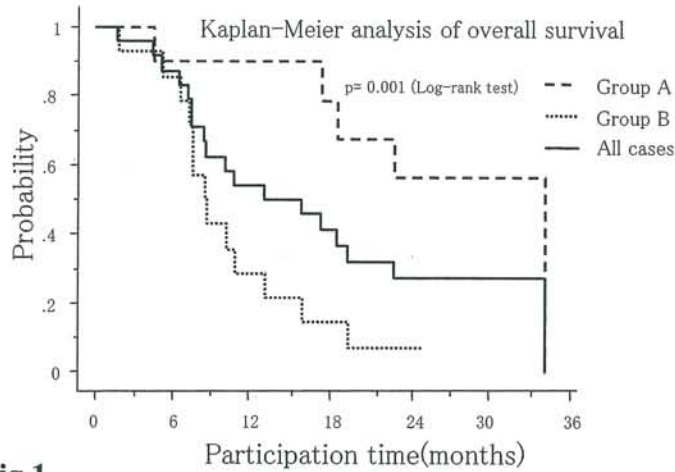 Kaplan-Meier analysis of overall survival
p= 0.001 (Log-rank test)
Group A
Group B
All cases
Probability
1
.8
.6
.4
.2
0
0 6 12 18 24 30 36
Participation time(months)